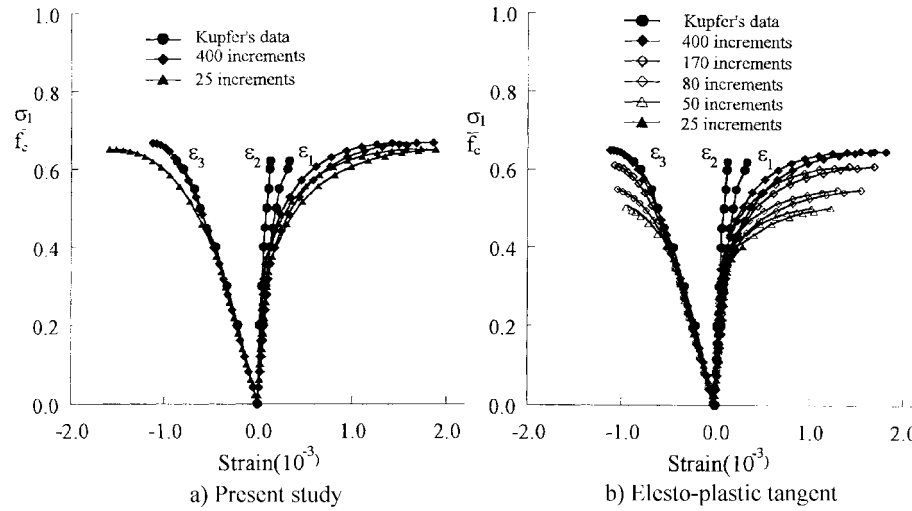 1.0
0.8
0.6
0.4
0.2
0.0
σ1
f̄c
Kupfer's data
400 increments
25 increments
ε3
ε2
ε1
-2.0
-1.0
0.0
1.0
2.0
Strain(10-3)
a) Present study
1.0
0.8
0.6
0.4
0.2
0.0
σ1
f̄c
Kupfer's data
400 increments
170 increments
80 increments
50 increments
25 increments
ε3
ε2
ε1
-2.0
-1.0
0.0
1.0
2.0
Strain(10-3)
b) Elesto-plastic tangent